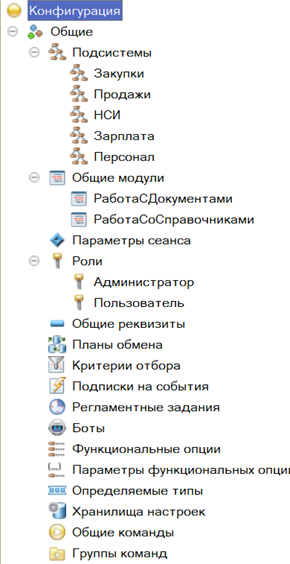 Конфигурация
Общие
Подсистемы
Закупки
Продажи
НСИ
Зарплата
Персонал
Общие модули
РаботаСДокументами
РаботаСоСправочниками
Параметры сеанса
Роли
Администратор
Пользователь
Общие реквизиты
Планы обмена
Критерии отбора
Подписки на события
Регламентные задания
Боты
Функциональные опции
Параметры функциональных опци
Определяемые типы
Хранилища настроек
Общие команды
Группы команд